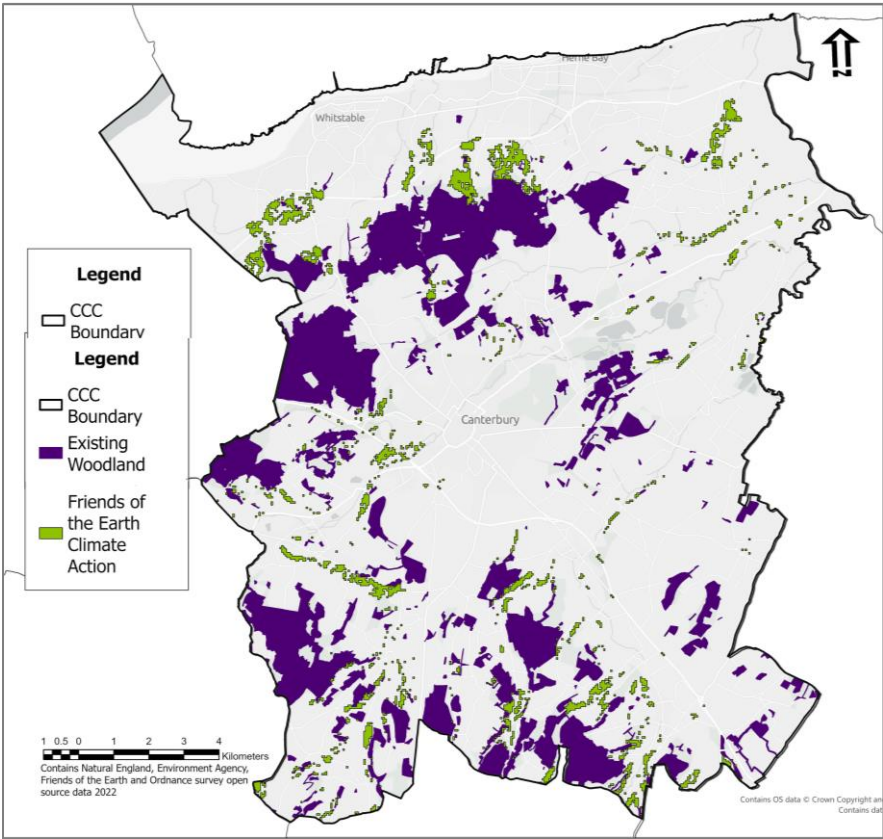 Herne Bay
Whitstable
N
Canterbury
Legend
CCC
Boundary
Legend
CCC
Boundary
Existing
Woodland
Friends of
the Earth
Climate
Action
1 0.5 0 1 2 3 4
Kilometers
Contains Natural England, Environment Agency,
Friends of the Earth and Ordnance survey open
source data 2022
Contains OS data © Crown Copyright an
Contains dat